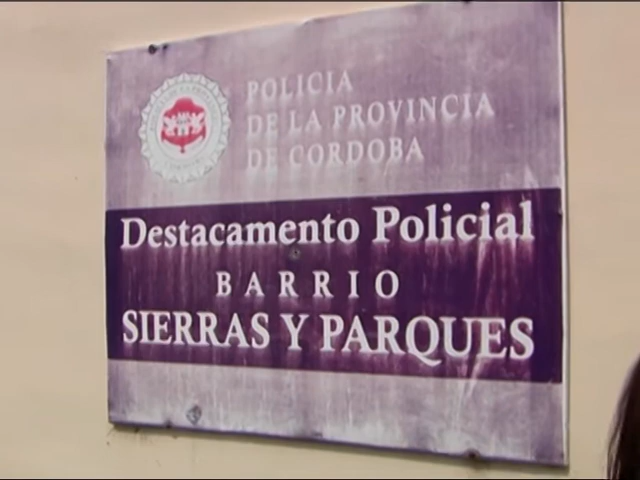 POLICIA
DE LA PROVINCIA
DE CORDOBA
Destacamento Policial
BARRIO
SIERRAS Y PARQUES